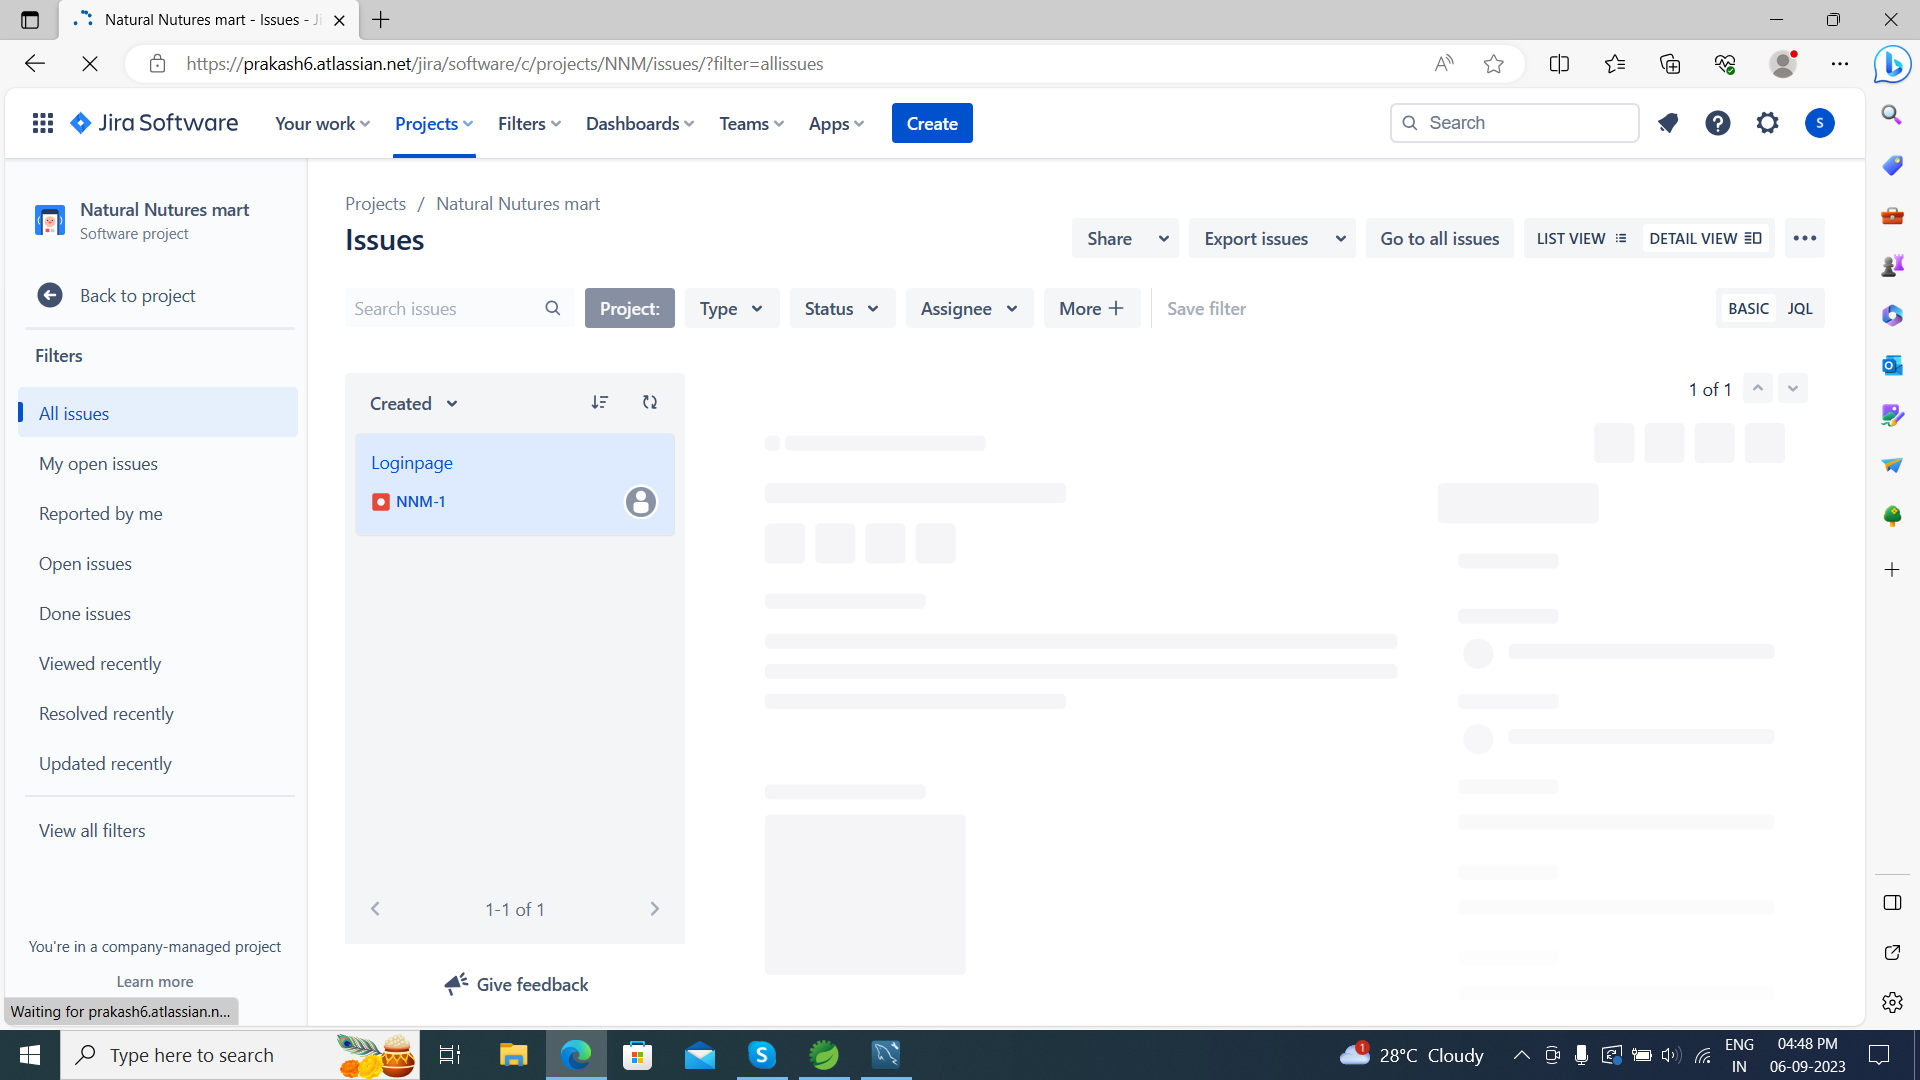 Natural Nutures mart - Issues - Ji
https://prakash6.atlassian.net/jira/software/c/projects/NNM/issues/?filter=allissues
Jira Software
Your work
Projects
Filters
Dashboards
Teams
Apps
Create
Search
S
Natural Nutures mart
Software project
Back to project
Filters
All issues
My open issues
Reported by me
Open issues
Done issues
Viewed recently
Resolved recently
Updated recently
View all filters
You're in a company-managed project
Learn more
Waiting for prakash6.atlassian.n...
Projects / Natural Nutures mart
Issues
Share
Export issues
Go to all issues
LIST VIEW
DETAIL VIEW
Search issues
Project:
Type
Status
Assignee
More
Save filter
BASIC
JQL
Created
Loginpage
NNM-1
1-1 of 1
Give feedback
1 of 1
Type here to search
1
28°C Cloudy
ENG
IN
04:48 PM
06-09-2023